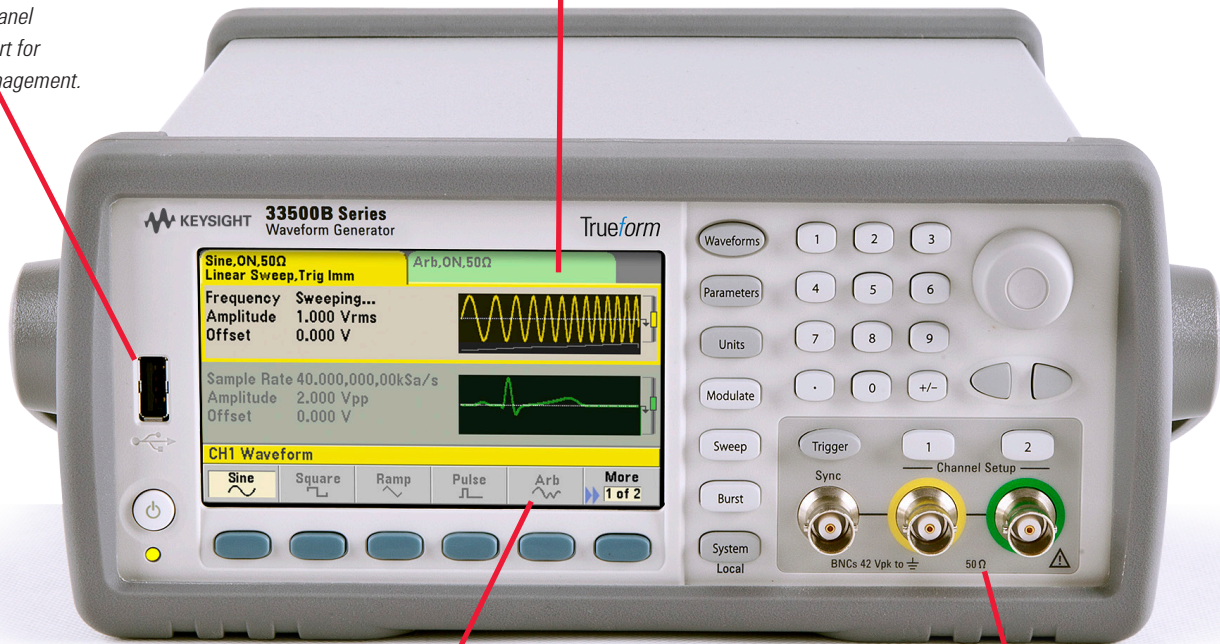 anel
rt for
nagement.
KEYSIGHT 33500B Series
Waveform Generator
Trueform
Sine,ON,50Ω
Linear Sweep,Trig Imm
Arb,ON,50Ω
Frequency Sweeping...
Amplitude 1.000 Vrms
Offset 0.000 V
Sample Rate 40.000,000,00kSa/s
Amplitude 2.000 Vpp
Offset 0.000 V
CH1 Waveform
Sine Square Ramp Pulse Arb More
1 of 2
Waveforms 1 2 3
Parameters 4 5 6
Units 7 8 9
Modulate . 0 +/−
Sweep Trigger 1 2
Sync Channel Setup
Burst
System
Local
BNCs 42 Vpk to ⏚ 50 Ω